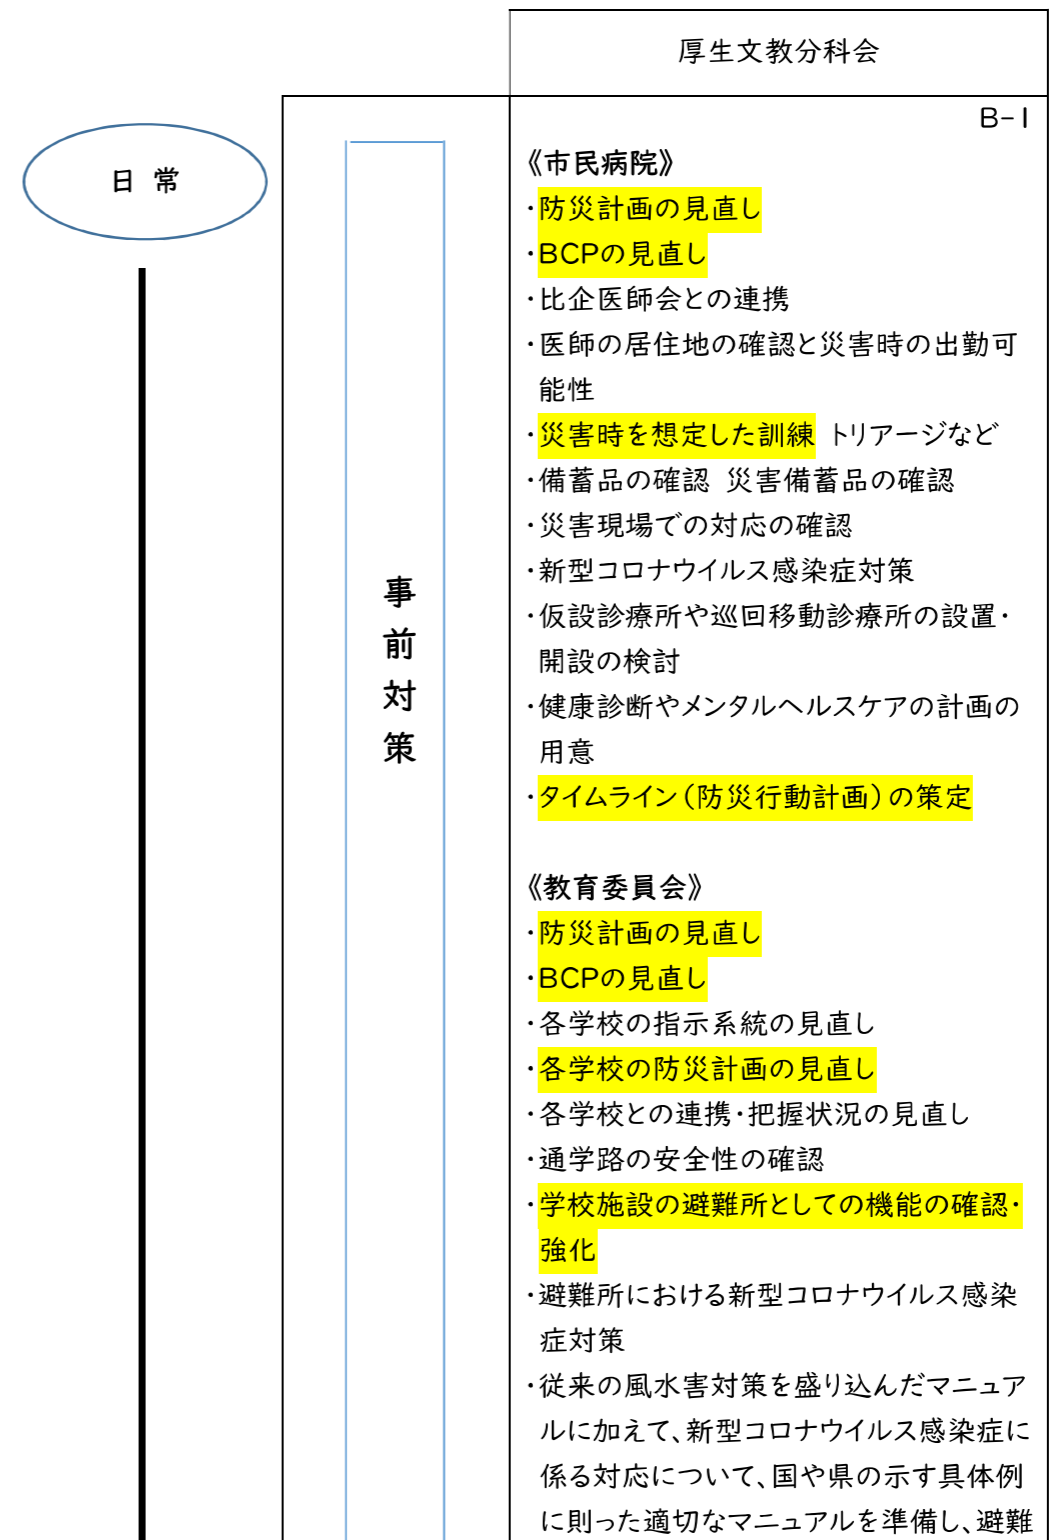 厚生文教分科会
日 常
事
前
対
策
B-1
《市民病院》
・防災計画の見直し
・BCPの見直し
・比企医師会との連携
・医師の居住地の確認と災害時の出勤可
能性
・災害時を想定した訓練 トリアージなど
・備蓄品の確認 災害備蓄品の確認
・災害現場での対応の確認
・新型コロナウイルス感染症対策
・仮設診療所や巡回移動診療所の設置・
開設の検討
・健康診断やメンタルヘルスケアの計画の
用意
・タイムライン(防災行動計画)の策定
《教育委員会》
・防災計画の見直し
・BCPの見直し
・各学校の指示系統の見直し
・各学校の防災計画の見直し
・各学校との連携・把握状況の見直し
・通学路の安全性の確認
・学校施設の避難所としての機能の確認・
強化
・避難所における新型コロナウイルス感染
症対策
・従来の風水害対策を盛り込んだマニュア
ルに加えて、新型コロナウイルス感染症に
係る対応について、国や県の示す具体例
に則った適切なマニュアルを準備し、避難